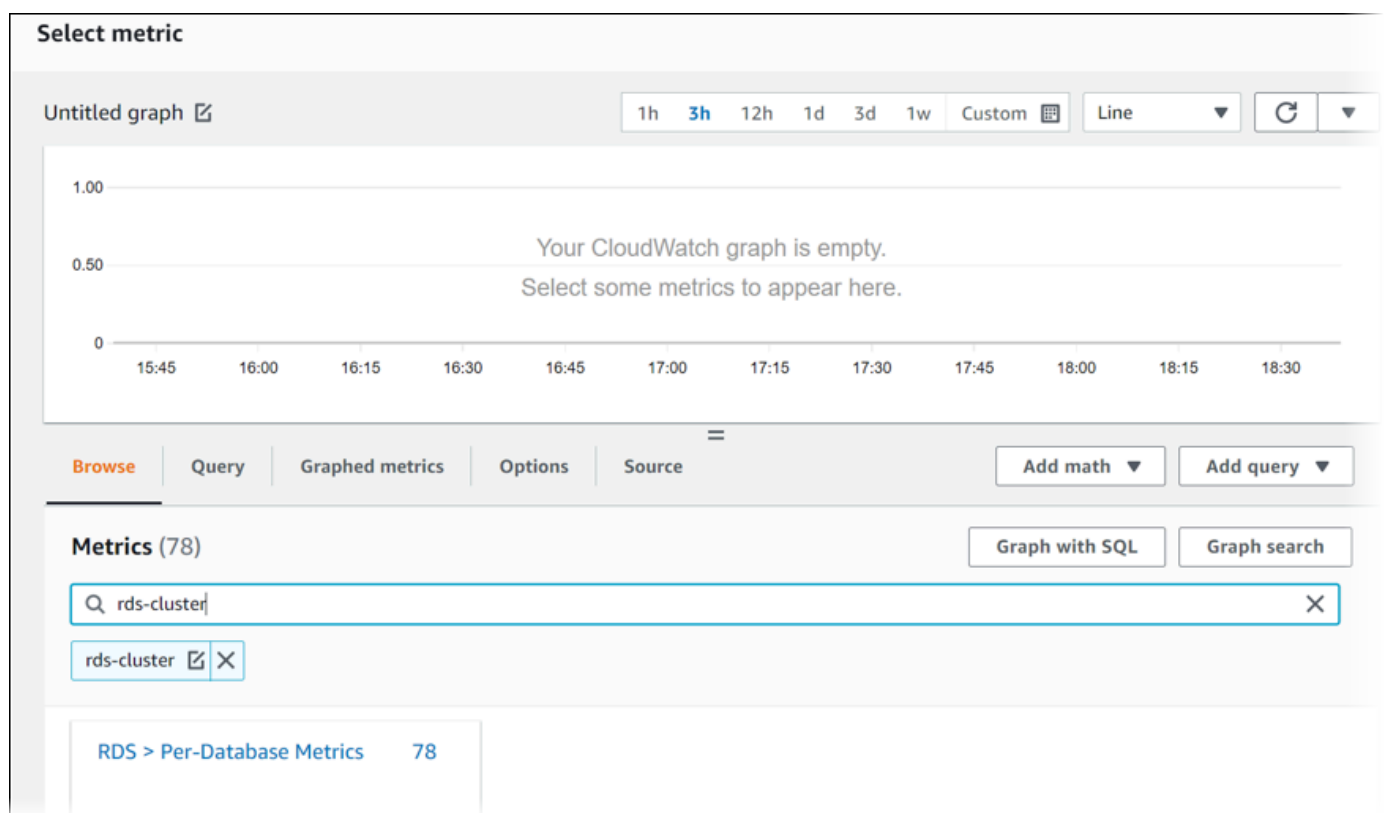 Select metric
Untitled graph
1h 3h 12h 1d 3d 1w Custom Line
1.00
Your CloudWatch graph is empty.
0.50
Select some metrics to appear here.
0
15:45 16:00 16:15 16:30 16:45 17:00 17:15 17:30 17:45 18:00 18:15 18:30
Browse Query Graphed metrics Options Source Add math Add query
Metrics (78) Graph with SQL Graph search
rds-cluster
rds-cluster
RDS > Per-Database Metrics 78